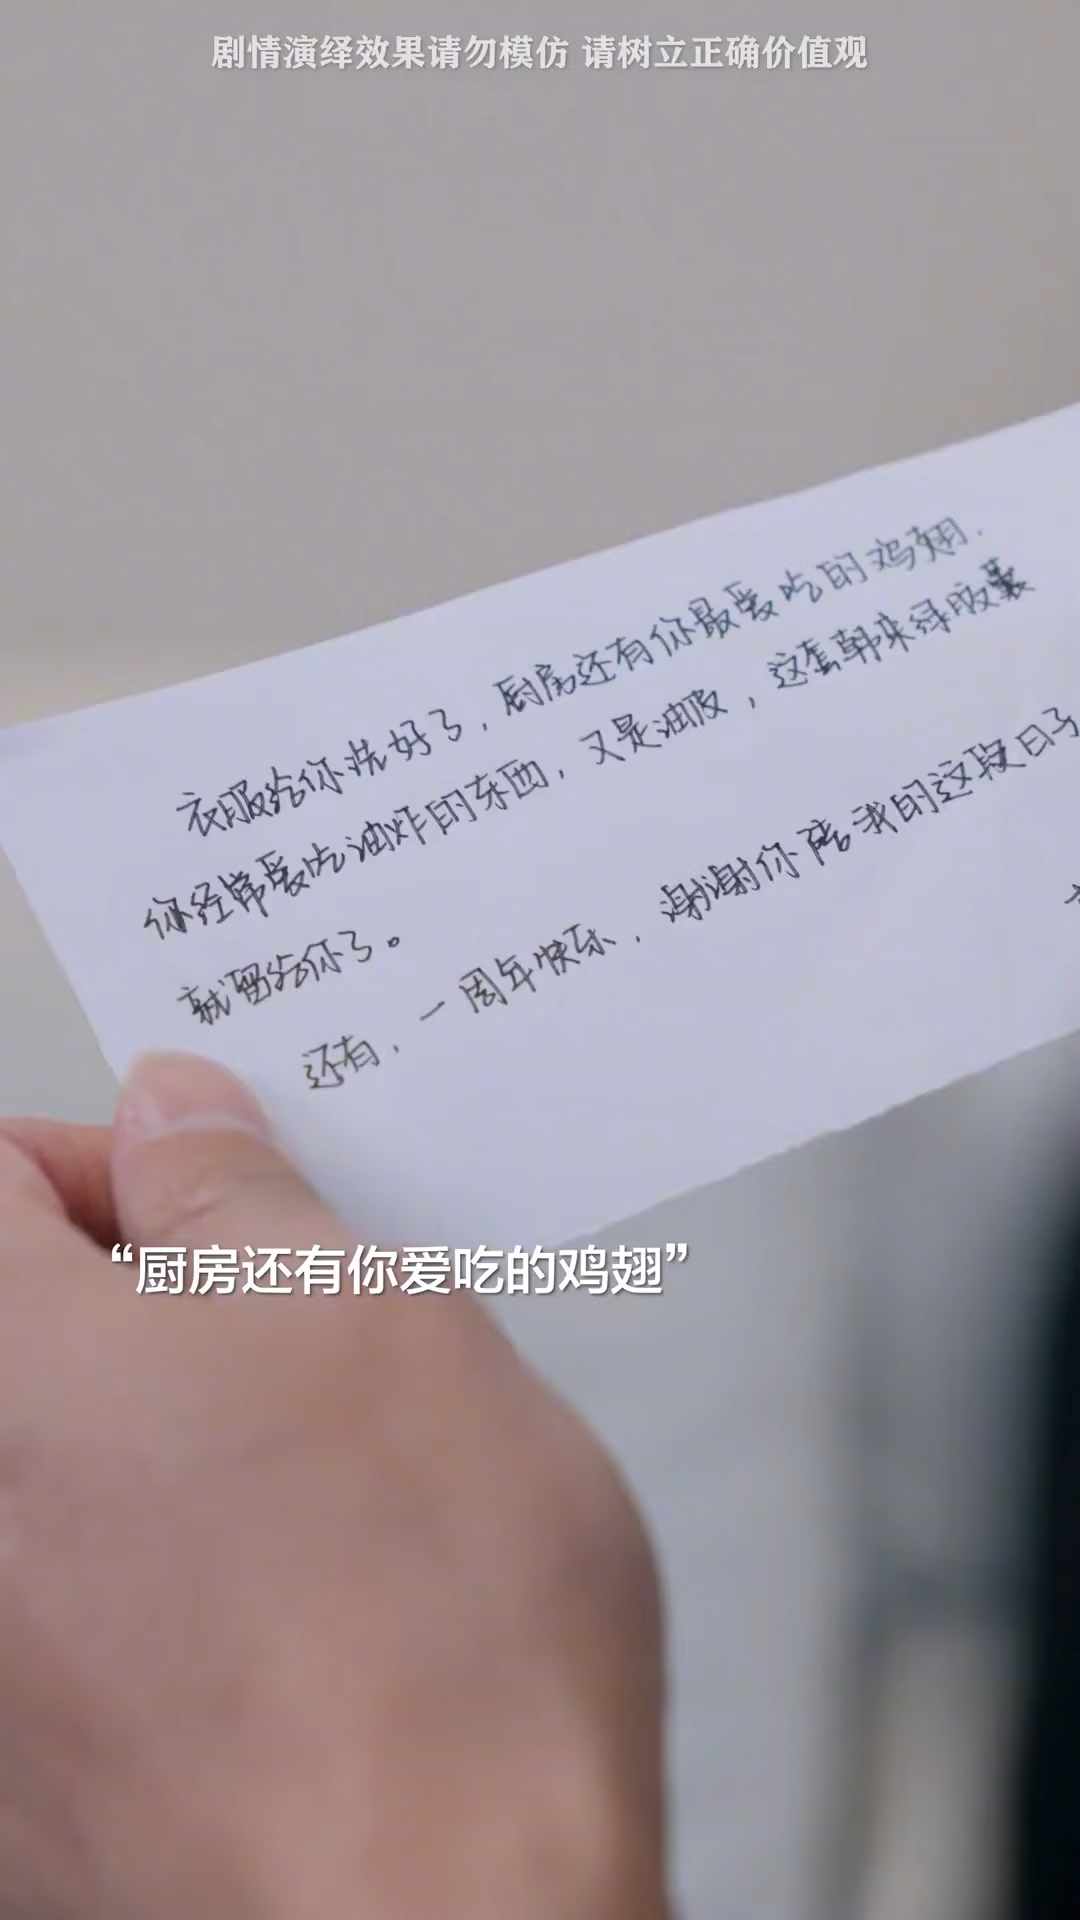 剧情演绎效果请勿模仿 请树立正确价值观
衣服给你洗好了，厨房还有你最爱吃的鸡翅.
你经常爱吃油炸的东西，又是油皮，这套韩束绿胶囊
就留给你了。
还有，一周年快乐，谢谢你陪我的这段日子
“厨房还有你爱吃的鸡翅”